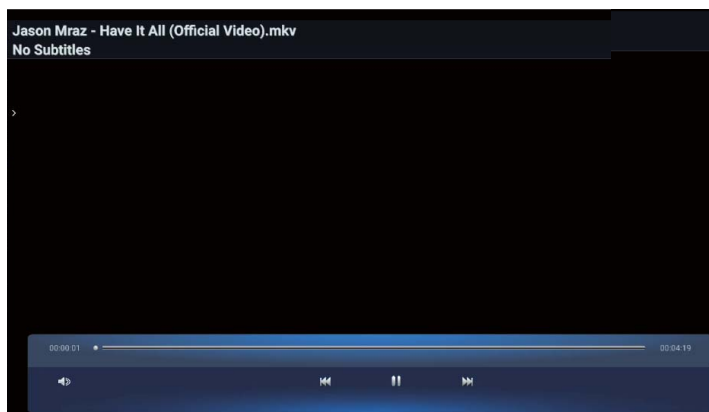 Jason Mraz - Have It All (Official Video).mkv
No Subtitles
00:00:01
00:04:19